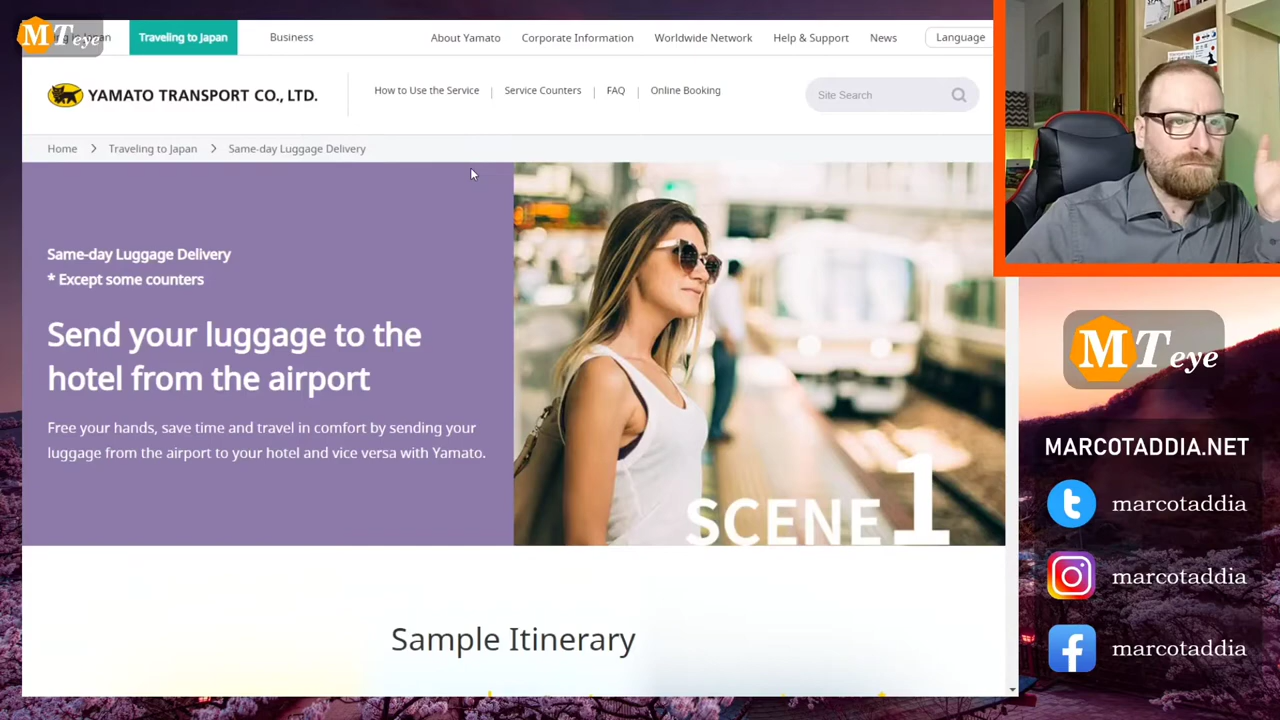 MT eye
Traveling to Japan
Business
About Yamato
Corporate Information
Worldwide Network
Help & Support
News
Language
YAMATO TRANSPORT CO., LTD.
How to Use the Service
Service Counters
FAQ
Online Booking
Site Search
Home
Traveling to Japan
Same-day Luggage Delivery
Same-day Luggage Delivery
* Except some counters
Send your luggage to the
hotel from the airport
Free your hands, save time and travel in comfort by sending your
luggage from the airport to your hotel and vice versa with Yamato.
SCENE 1
Sample Itinerary
MT eye
MARCOTADDIA.NET
marcotaddia
marcotaddia
marcotaddia